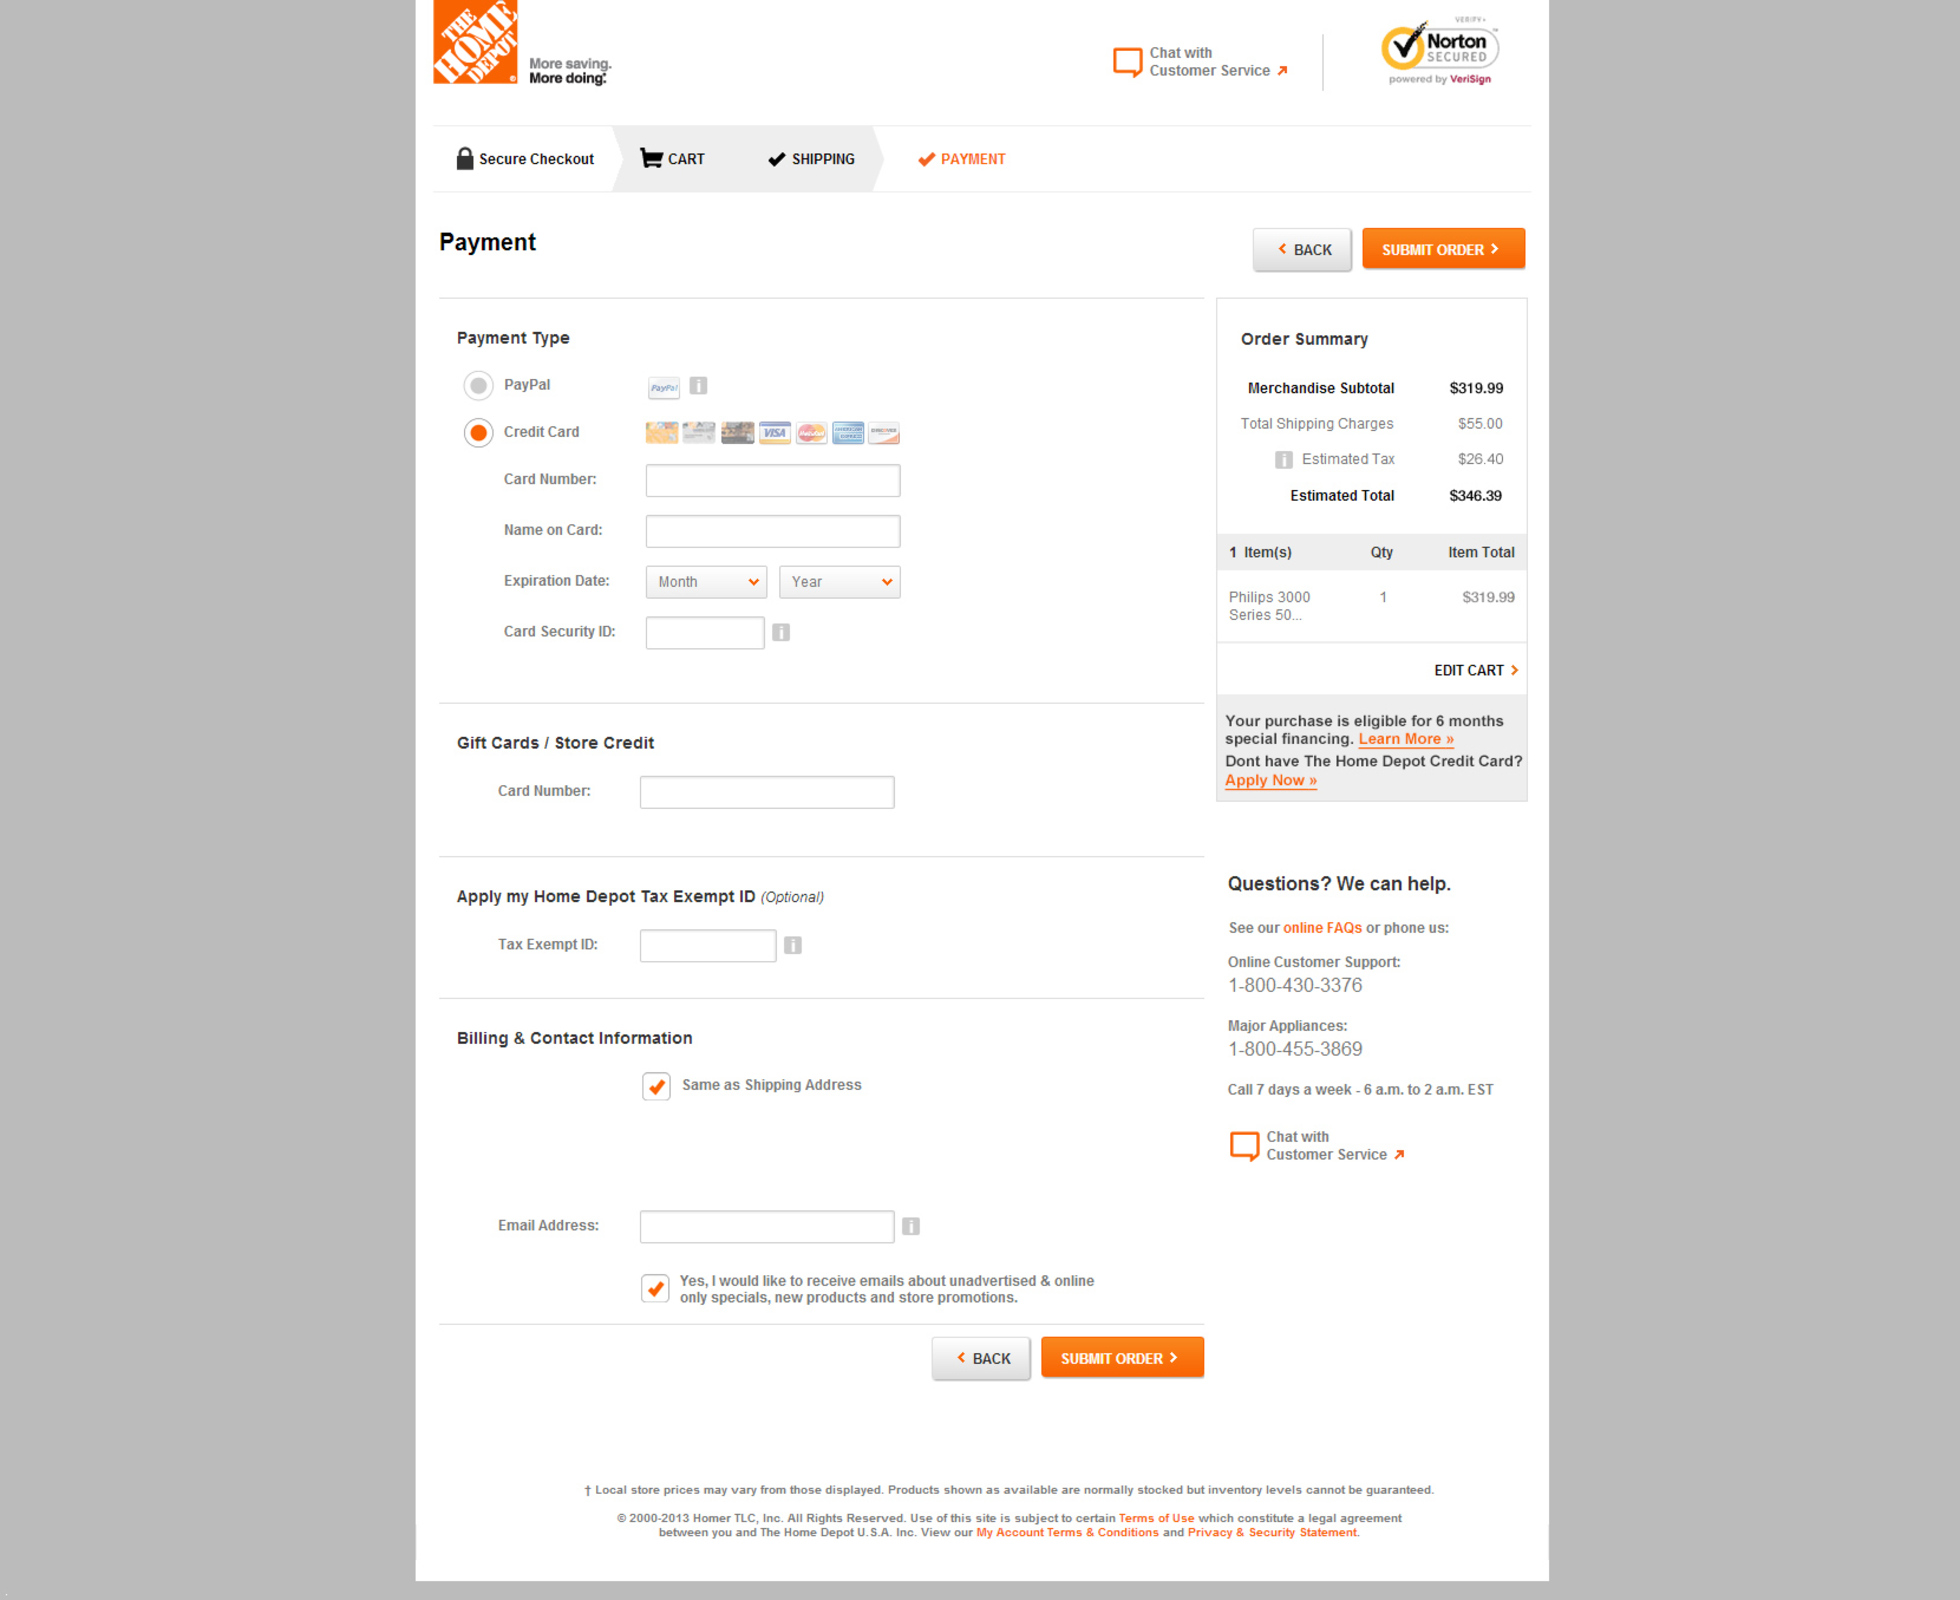 THE
HOME
DEPOT
More saving.
More doing.
Chat with
Customer Service
VERIFY
Norton
SECURED
powered by VeriSign
Secure Checkout
CART
SHIPPING
PAYMENT
Payment
BACK
SUBMIT ORDER
Payment Type
PayPal
PayPal
Credit Card
VISA
Card Number:
Name on Card:
Expiration Date:
Month
Year
Card Security ID:
Gift Cards / Store Credit
Card Number:
Apply my Home Depot Tax Exempt ID (Optional)
Tax Exempt ID:
Billing & Contact Information
Same as Shipping Address
Email Address:
Yes, I would like to receive emails about unadvertised & online
only specials, new products and store promotions.
BACK
SUBMIT ORDER
Order Summary
Merchandise Subtotal $319.99
Total Shipping Charges $55.00
i Estimated Tax $26.40
Estimated Total $346.39
1 Item(s) Qty Item Total
Philips 3000 1 $319.99
Series 50...
EDIT CART
Your purchase is eligible for 6 months
special financing. Learn More »
Dont have The Home Depot Credit Card?
Apply Now »
Questions? We can help.
See our online FAQs or phone us:
Online Customer Support:
1-800-430-3376
Major Appliances:
1-800-455-3869
Call 7 days a week - 6 a.m. to 2 a.m. EST
Chat with
Customer Service
† Local store prices may vary from those displayed. Products shown as available are normally stocked but inventory levels cannot be guaranteed.
© 2000-2013 Homer TLC, Inc. All Rights Reserved. Use of this site is subject to certain Terms of Use which constitute a legal agreement
between you and The Home Depot U.S.A. Inc. View our My Account Terms & Conditions and Privacy & Security Statement.